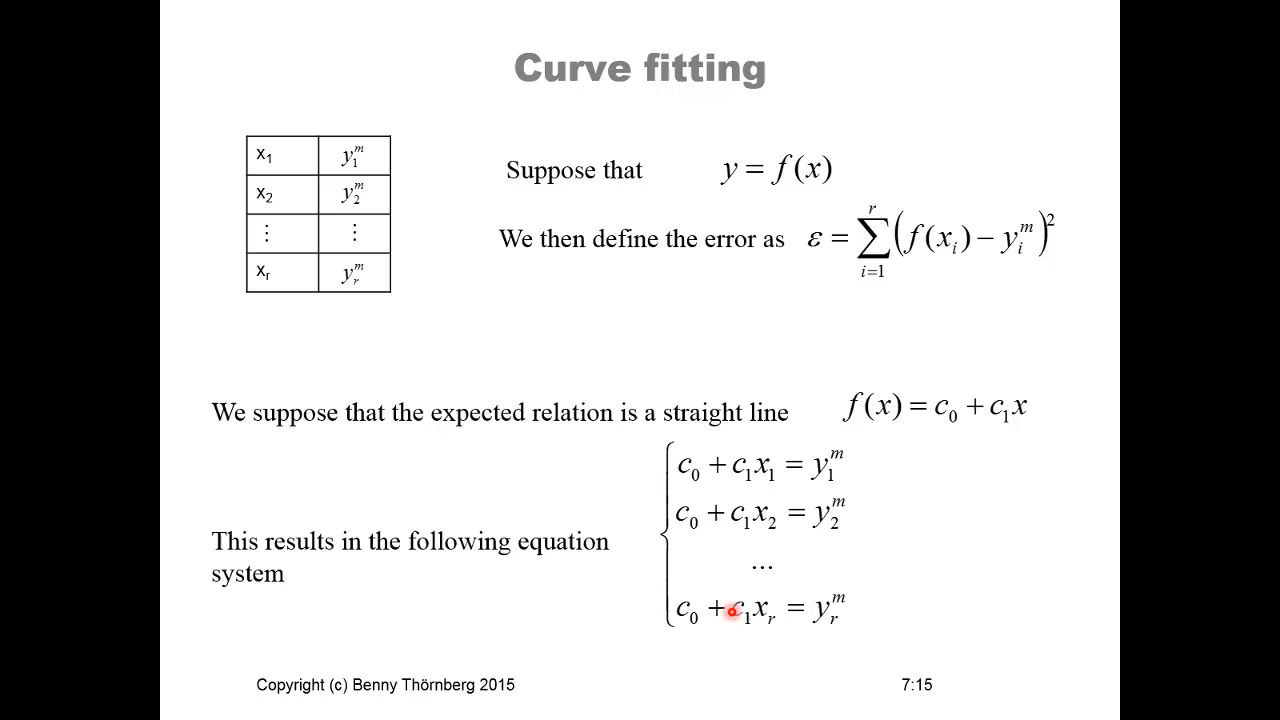 Curve fitting
x₁ y₁ᵐ
x₂ y₂ᵐ
⋮ ⋮
xᵣ yᵣᵐ
Suppose that y = f(x)
We then define the error as ε = ∑ᵢ₌₁ʳ (f(xᵢ) − yᵢᵐ)²
We suppose that the expected relation is a straight line f(x) = c₀ + c₁x
This results in the following equation
system
c₀ + c₁x₁ = y₁ᵐ
c₀ + c₁x₂ = y₂ᵐ
...
c₀ + c₁xᵣ = yᵣᵐ
Copyright (c) Benny Thörnberg 2015 7:15